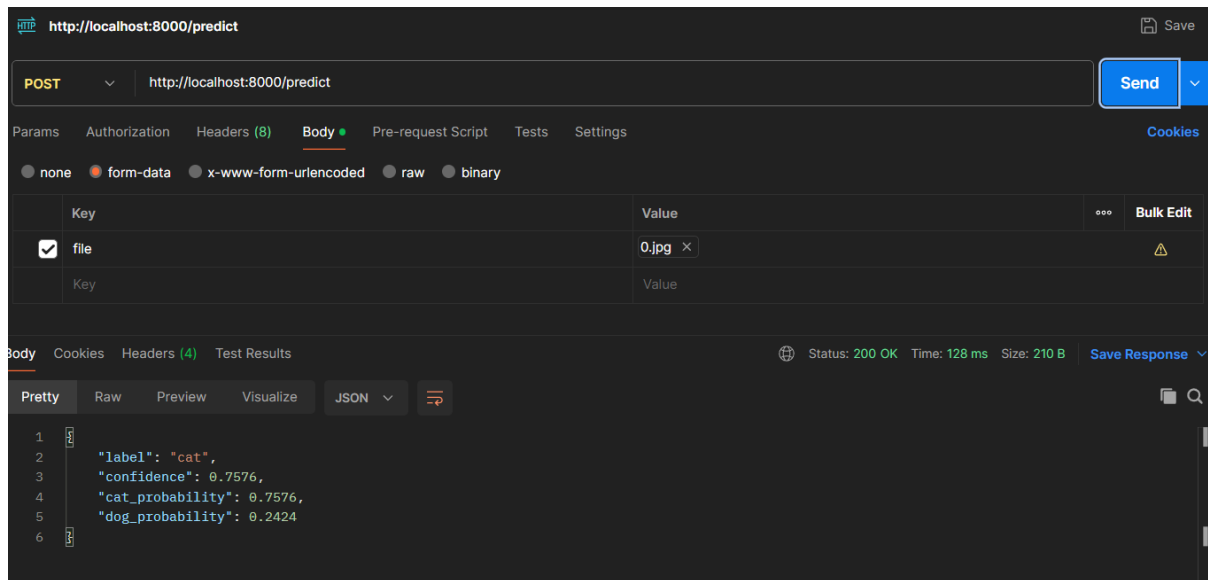 HTTP http://localhost:8000/predict Save
POST http://localhost:8000/predict Send
Params Authorization Headers (8) Body Pre-request Script Tests Settings Cookies
none form-data x-www-form-urlencoded raw binary
Key Value ooo Bulk Edit
file 0.jpg ×
Key Value
Body Cookies Headers (4) Test Results Status: 200 OK Time: 128 ms Size: 210 B Save Response
Pretty Raw Preview Visualize JSON
1 {
2 "label": "cat",
3 "confidence": 0.7576,
4 "cat_probability": 0.7576,
5 "dog_probability": 0.2424
6 }